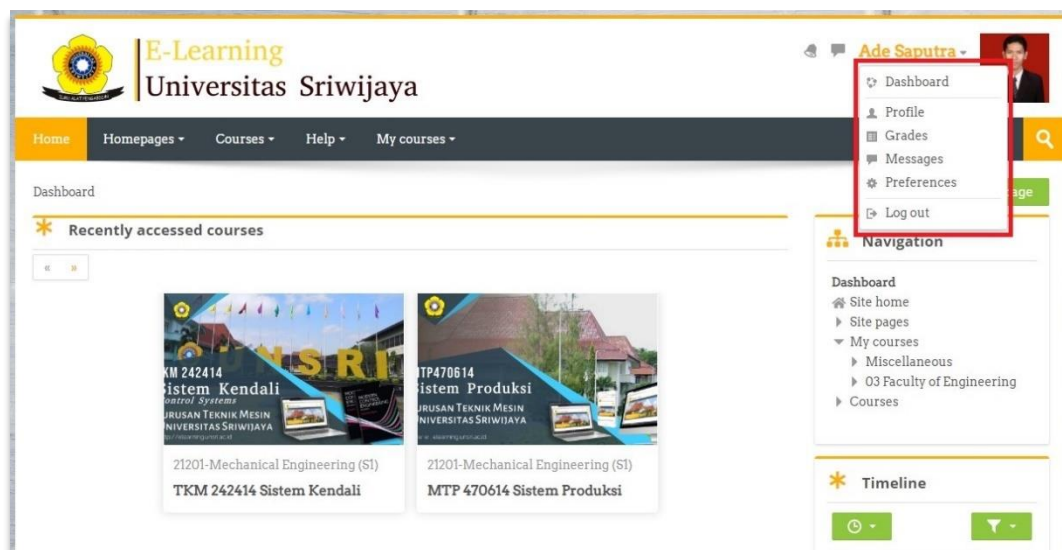 E-Learning
Universitas Sriwijaya
Ade Saputra
Dashboard
Profile
Grades
Messages
Preferences
Log out
Home
Homepages
Courses
Help
My courses
Dashboard
Recently accessed courses
«
»
UNSRI
KM 242414
Sistem Kendali
Control Systems
JURUSAN TEKNIK MESIN
UNIVERSITAS SRIWIJAYA
21201-Mechanical Engineering (S1)
TKM 242414 Sistem Kendali
MTP470614
Sistem Produksi
JURUSAN TEKNIK MESIN
UNIVERSITAS SRIWIJAYA
21201-Mechanical Engineering (S1)
MTP 470614 Sistem Produksi
Navigation
Dashboard
Site home
Site pages
My courses
Miscellaneous
03 Faculty of Engineering
Courses
Timeline